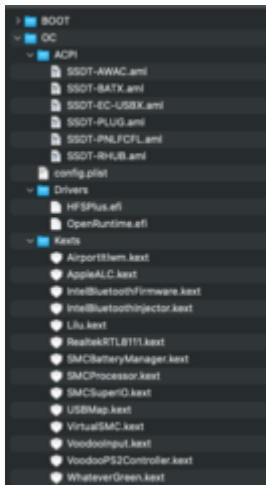 BOOT
OC
ACPI
SSDT-AWAC.aml
SSDT-BATX.aml
SSDT-EC-USBX.aml
SSDT-PLUG.aml
SSDT-PNLFCFL.aml
SSDT-RHUB.aml
config.plist
Drivers
HFSPlus.efi
OpenRuntime.efi
Kexts
AirportItlwm.kext
AppleALC.kext
IntelBluetoothFirmware.kext
IntelBluetoothInjector.kext
Lilu.kext
RealtekRTL8111.kext
SMCBatteryManager.kext
SMCProcessor.kext
SMCSuperIO.kext
USBMap.kext
VirtualSMC.kext
VoodooInput.kext
VoodooPS2Controller.kext
WhateverGreen.kext